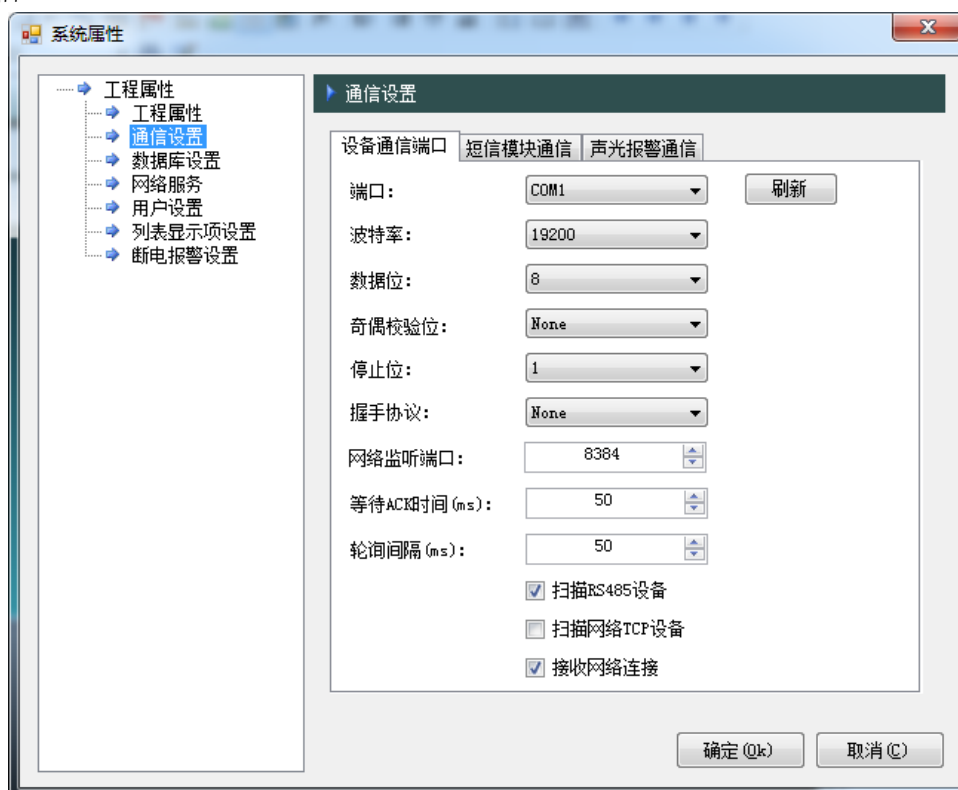 系统属性
工程属性
工程属性
通信设置
数据库设置
网络服务
用户设置
列表显示项设置
断电报警设置
通信设置
设备通信端口 短信模块通信 声光报警通信
端口: COM1 刷新
波特率: 19200
数据位: 8
奇偶校验位: None
停止位: 1
握手协议: None
网络监听端口: 8384
等待ACK时间(ms): 50
轮询间隔(ms): 50
扫描RS485设备
扫描网络TCP设备
接收网络连接
确定(Ok) 取消(C)